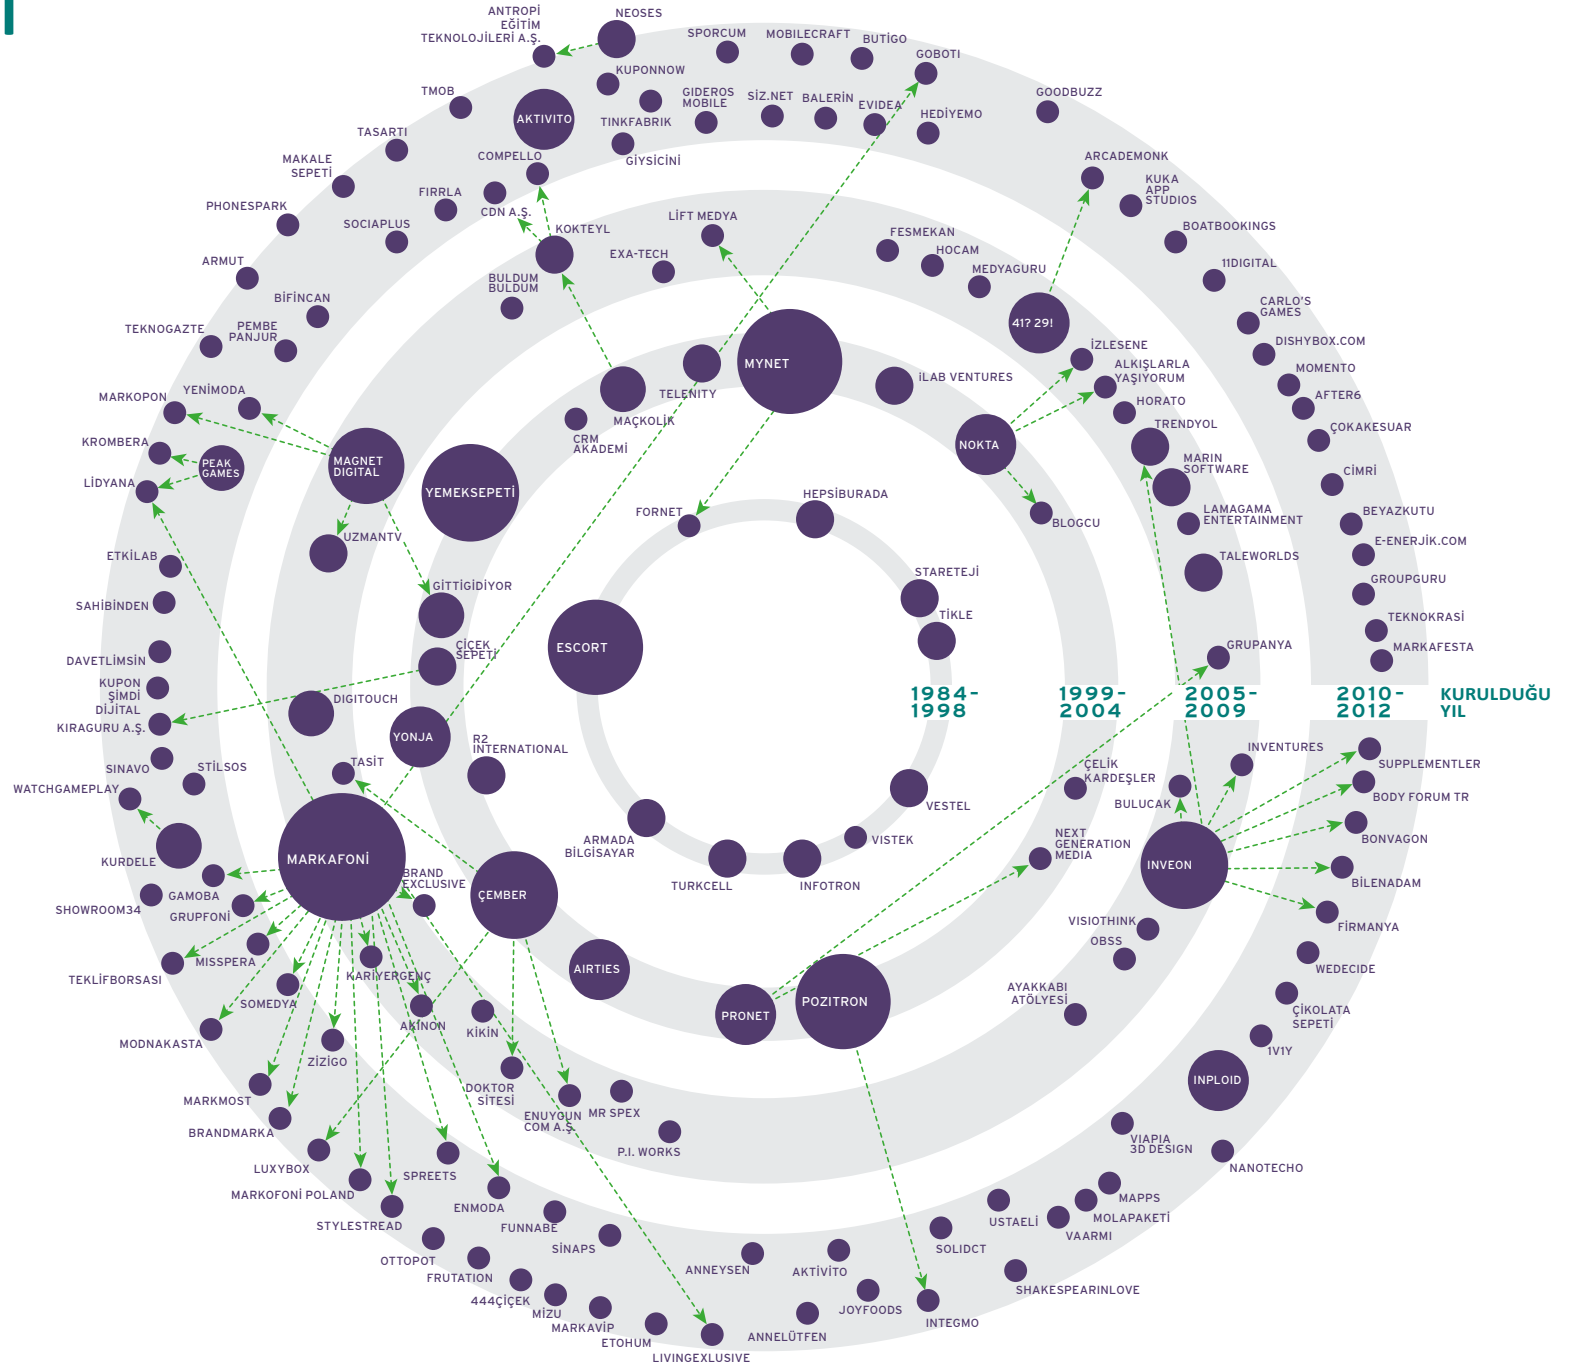 ANTROPİ
EĞİTİM
TEKNOLOJİLERİ A.Ş.
NEOSES
SPORCUM
MOBILECRAFT
BUTİGO
GOBOTI
KUPONNOW
TMOB
AKTIVITO
TINKFABRIK
GIDEROS
MOBILE
SİZ.NET
BALERİN
EVIDEA
HEDİYEMO
GOODBUZZ
TASARTI
COMPELLO
GİYSİCİNİ
ARCADEMONK
MAKALE
SEPETİ
FIRRLA
CDN A.Ş.
KUKA
APP
STUDIOS
PHONESPARK
SOCIAPLUS
KOKTEYL
LİFT MEDYA
FESMEKAN
HOCAM
BOATBOOKINGS
EXA-TECH
MEDYAGURU
ARMUT
BULDUM
BULDUM
11DIGITAL
BİFİNCAN
CARLO'S
GAMES
TEKNOGAZTE
PEMBE
PANJUR
41? 29!
DISHYBOX.COM
İZLESENE
MYNET
ALKIŞLARLA
YAŞIYORUM
MOMENTO
iLAB VENTURES
MARKOPON
YENİMODA
TELENITY
AFTER6
HORATO
MAÇKOLİK
TRENDYOL
ÇOKAKESUAR
KROMBERA
CRM
AKADEMİ
NOKTA
PEAK
GAMES
MAGNET
DIGITAL
MARIN
SOFTWARE
CİMRİ
LİDYANA
YEMEKSEPETİ
HEPSİBURADA
FORNET
BLOGCU
LAMAGAMA
ENTERTAINMENT
BEYAZKUTU
UZMANTV
E-ENERJİK.COM
ETKİLAB
TALEWORLDS
STARETEJİ
GİTTİGİDİYOR
GROUPGURU
SAHİBİNDEN
TİKLE
TEKNOKRASİ
ESCORT
ÇİÇEK
SEPETİ
GRUPANYA
MARKAFESTA
DAVETLIMSİN
KUPON
ŞİMDİ
DİJİTAL
DIGITOUCH
1984-
1998
1999-
2004
2005-
2009
2010-
2012
KURULDUĞU
YIL
KIRAGURU A.Ş.
YONJA
R2
INTERNATIONAL
INVENTURES
SINAVO
STİLSOS
TASİT
ÇELİK
KARDEŞLER
SUPPLEMENTLER
WATCHGAMEPLAY
BULUCAK
BODY FORUM TR
VESTEL
ARMADA
BİLGİSAYAR
VISTEK
NEXT
GENERATION
MEDIA
BONVAGON
KURDELE
MARKAFONİ
INVEON
BRAND
EXCLUSIVE
TURKCELL
INFOTRON
BİLENADAM
GAMOBA
ÇEMBER
SHOWROOM34
GRUPFONİ
VISIOTHINK
FİRMANYA
MISSPERA
OBSS
TEKLİFBORSASI
KARİYERGENÇ
AIRTIES
WEDECIDE
AYAKKABI
ATÖLYESİ
SOMEDYA
POZITRON
PRONET
ÇİKOLATA
SEPETİ
AKİNON
KİKİN
MODNAKASTA
ZİZİGO
1V1Y
INPLOID
DOKTOR
SİTESİ
MARKMOST
ENUYGUN
COM A.Ş.
MR SPEX
BRANDMARKA
VIAPIA
3D DESIGN
P.I. WORKS
LUXYBOX
SPREETS
NANOTECHO
MARKOFONİ POLAND
MAPPS
ENMODA
STYLESTREAD
FUNNABE
USTAELİ
MOLAPAKETİ
VAARMI
SİNAPS
SOLIDCT
OTTOPOT
ANNEYSEN
AKTİVİTO
FRUTATION
SHAKESPEARINLOVE
444ÇİÇEK
JOYFOODS
MİZU
INTEGMO
MARKAVİP
ANNELÜTFEN
ETOHUM
LIVINGEXLUSIVE